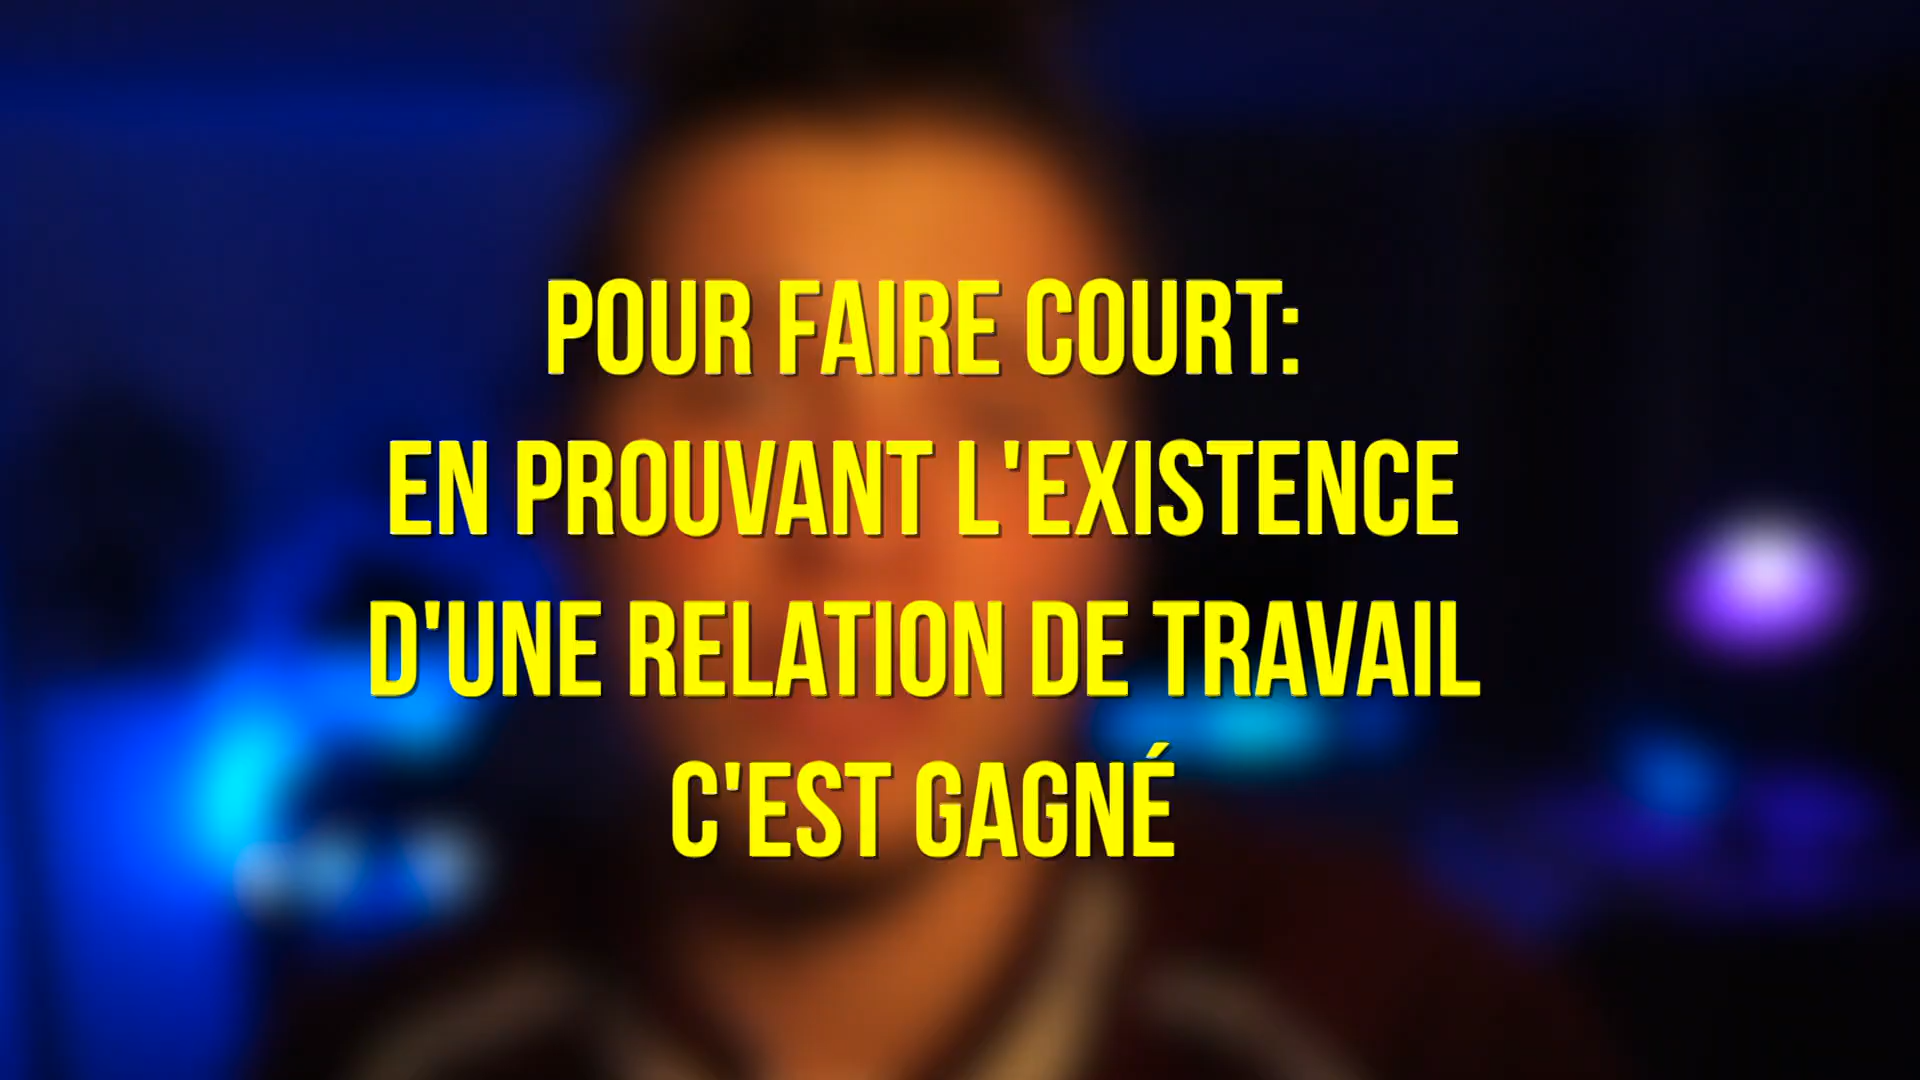 POUR FAIRE COURT:
EN PROUVANT L'EXISTENCE
D'UNE RELATION DE TRAVAIL
C'EST GAGNÉ